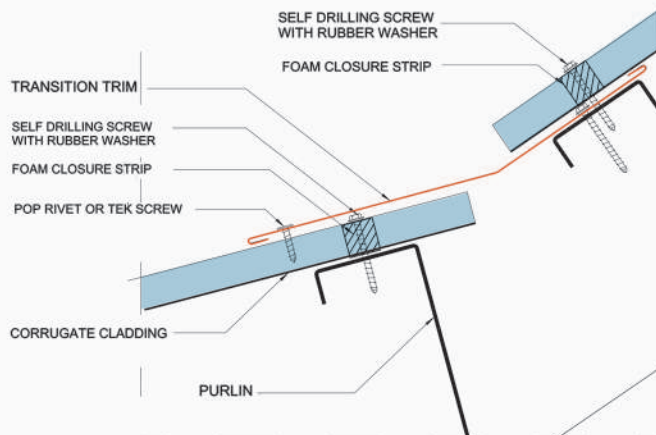 SELF DRILLING SCREW
WITH RUBBER WASHER
FOAM CLOSURE STRIP
TRANSITION TRIM
SELF DRILLING SCREW
WITH RUBBER WASHER
FOAM CLOSURE STRIP
POP RIVET OR TEK SCREW
CORRUGATE CLADDING
PURLIN